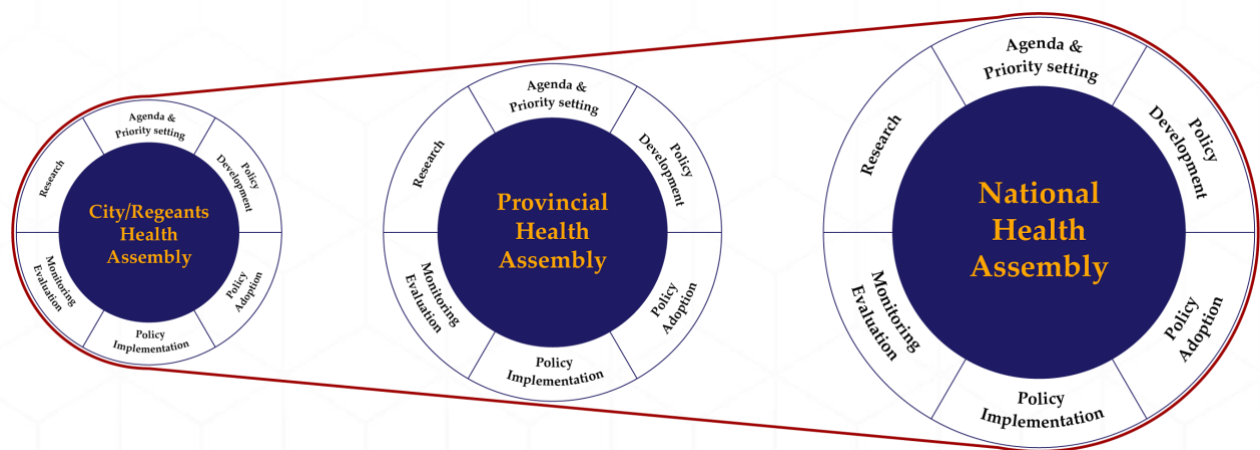 City/Regeants
Health
Assembly
Agenda &
Priority setting
Policy
Development
Policy
Adoption
Policy
Implementation
Monitoring
Evaluation
Research
Provincial
Health
Assembly
Agenda &
Priority setting
Policy
Development
Policy
Adoption
Policy
Implementation
Monitoring
Evaluation
Research
National
Health
Assembly
Agenda &
Priority setting
Policy
Development
Policy
Adoption
Policy
Implementation
Monitoring
Evaluation
Research